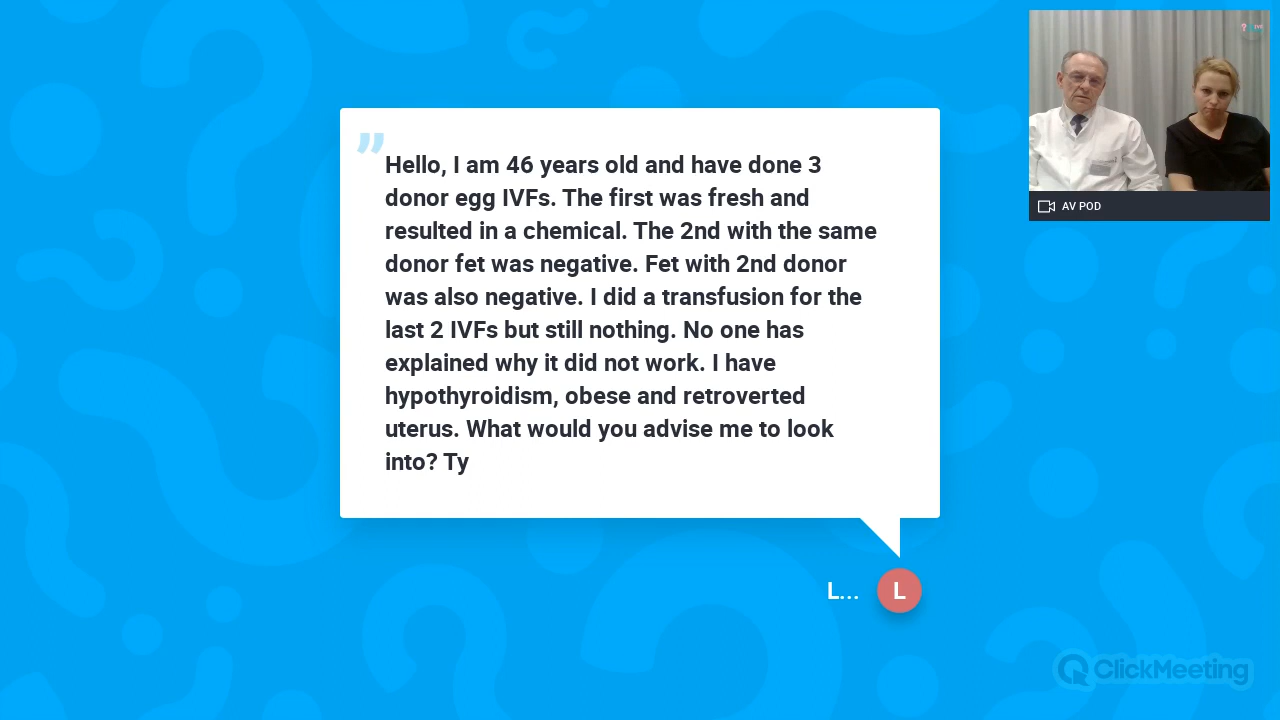 Hello, I am 46 years old and have done 3
donor egg IVFs. The first was fresh and
resulted in a chemical. The 2nd with the same
donor fet was negative. Fet with 2nd donor
was also negative. I did a transfusion for the
last 2 IVFs but still nothing. No one has
explained why it did not work. I have
hypothyroidism, obese and retroverted
uterus. What would you advise me to look
into? Ty
L... L
AV POD
ClickMeeting